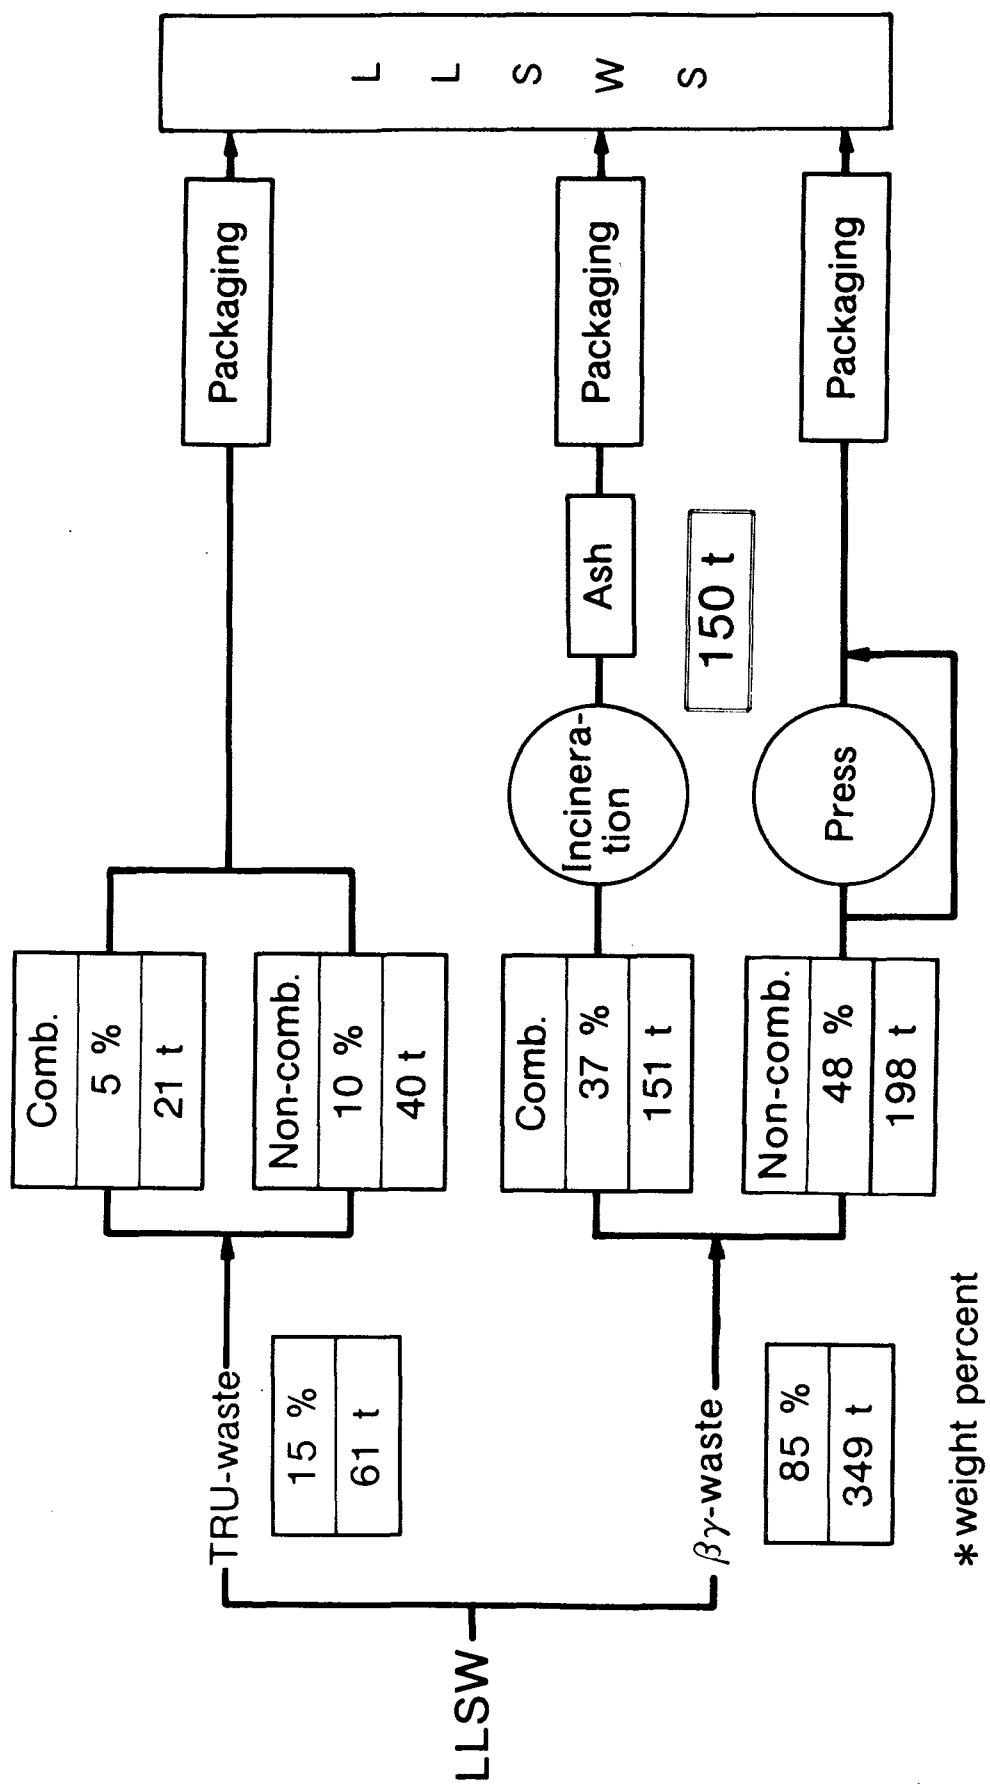 LLSW
TRU-waste
15 %
61 t
βγ-waste
85 %
349 t
*weight percent
Comb.
5 %
21 t
Non-comb.
10 %
40 t
Comb.
37 %
151 t
Non-comb.
48 %
198 t
Incinera-
tion
Press
Ash
150 t
Packaging
Packaging
Packaging
L L S W S